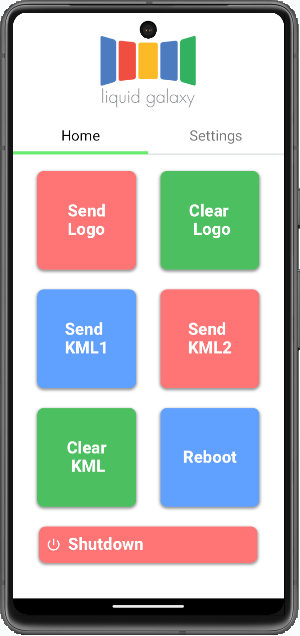 liquid galaxy
Home Settings
Send
Logo
Clear
Logo
Send
KML1
Send
KML2
Clear
KML
Reboot
Shutdown